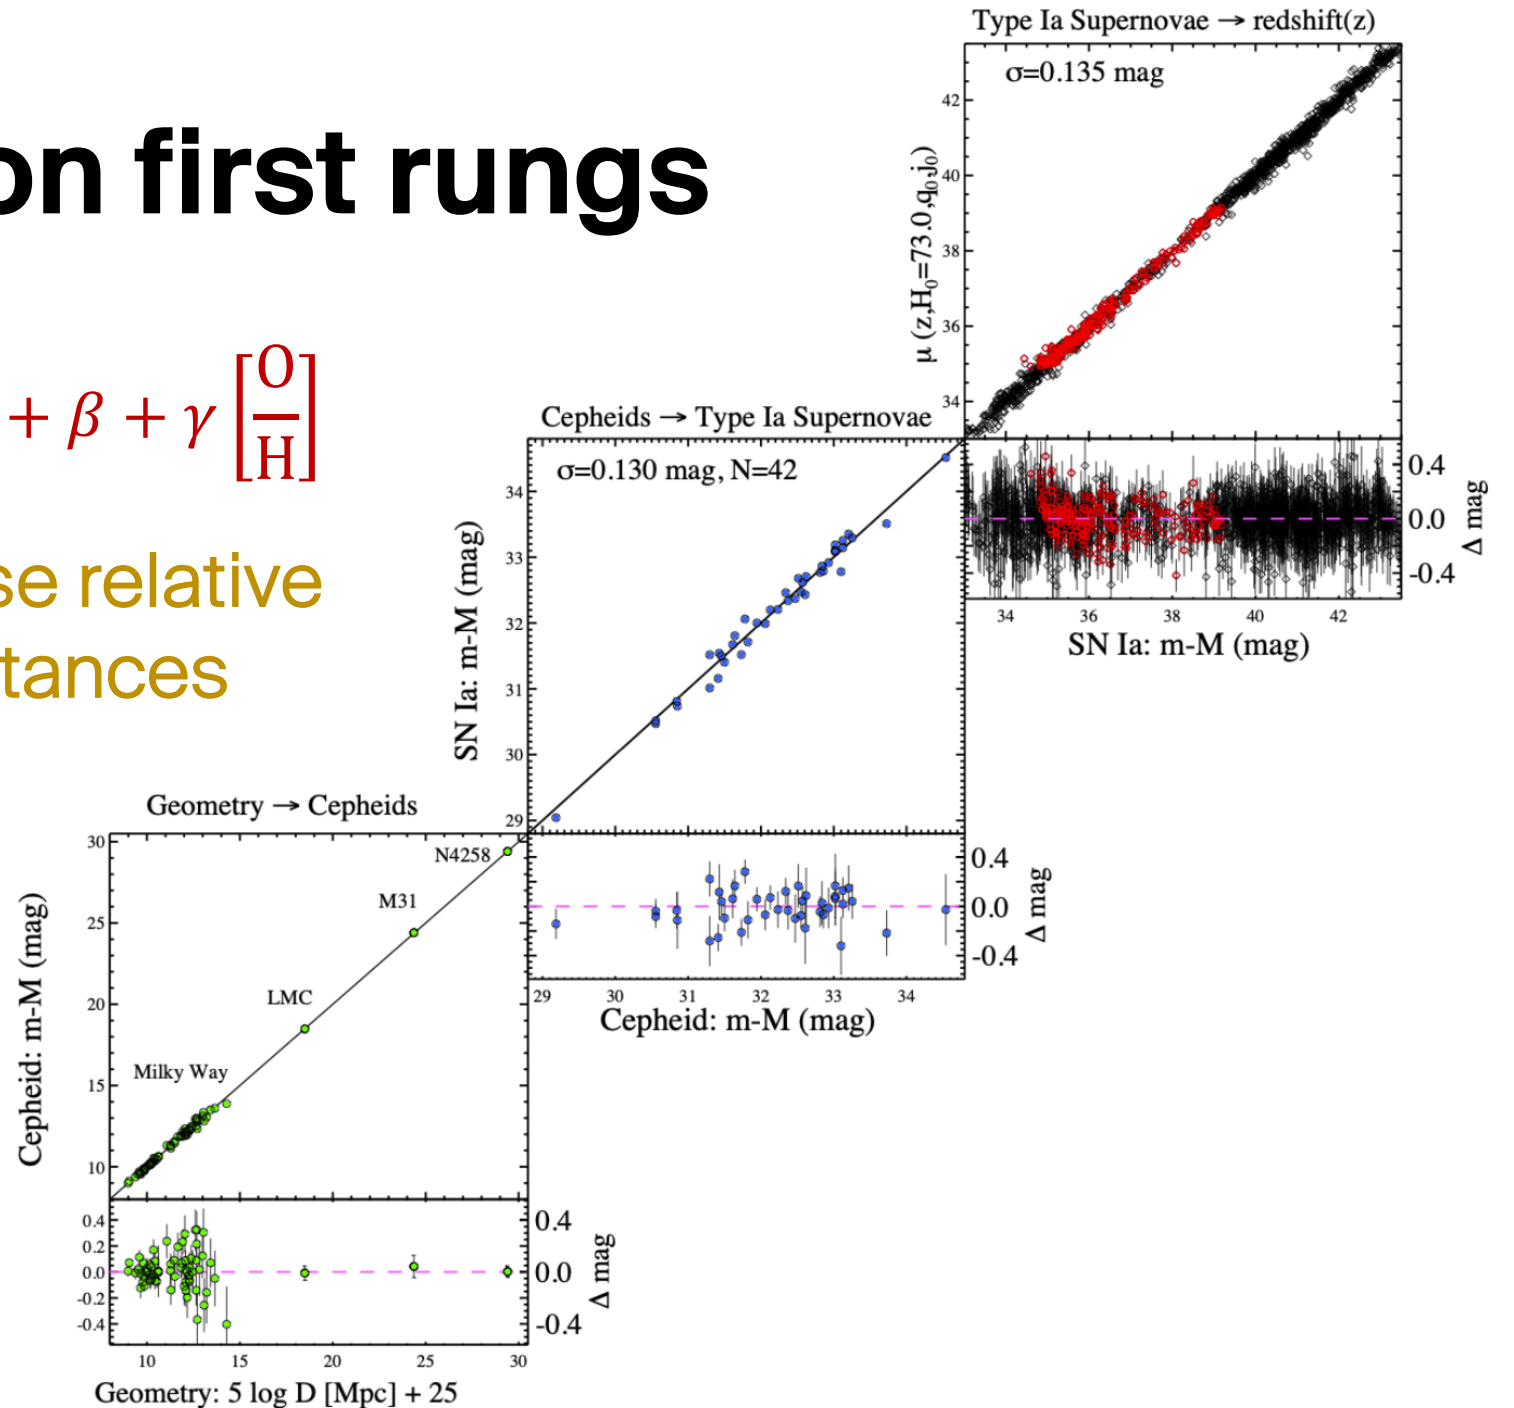 on first rungs
+ β + γ [O/H]
se relative
tances
Type Ia Supernovae → redshift(z)
σ=0.135 mag
μ (z,H₀=73.0,q₀,j₀)
42
40
38
36
34
0.4
0.0
-0.4
Δ mag
34 36 38 40 42
SN Ia: m-M (mag)
Cepheids → Type Ia Supernovae
σ=0.130 mag, N=42
SN Ia: m-M (mag)
34
33
32
31
30
29
0.4
0.0
-0.4
Δ mag
29 30 31 32 33 34
Cepheid: m-M (mag)
Geometry → Cepheids
Cepheid: m-M (mag)
30
25
20
15
10
N4258
M31
LMC
Milky Way
0.4
0.2
0.0
-0.2
-0.4
0.4
0.0
-0.4
Δ mag
10 15 20 25 30
Geometry: 5 log D [Mpc] + 25